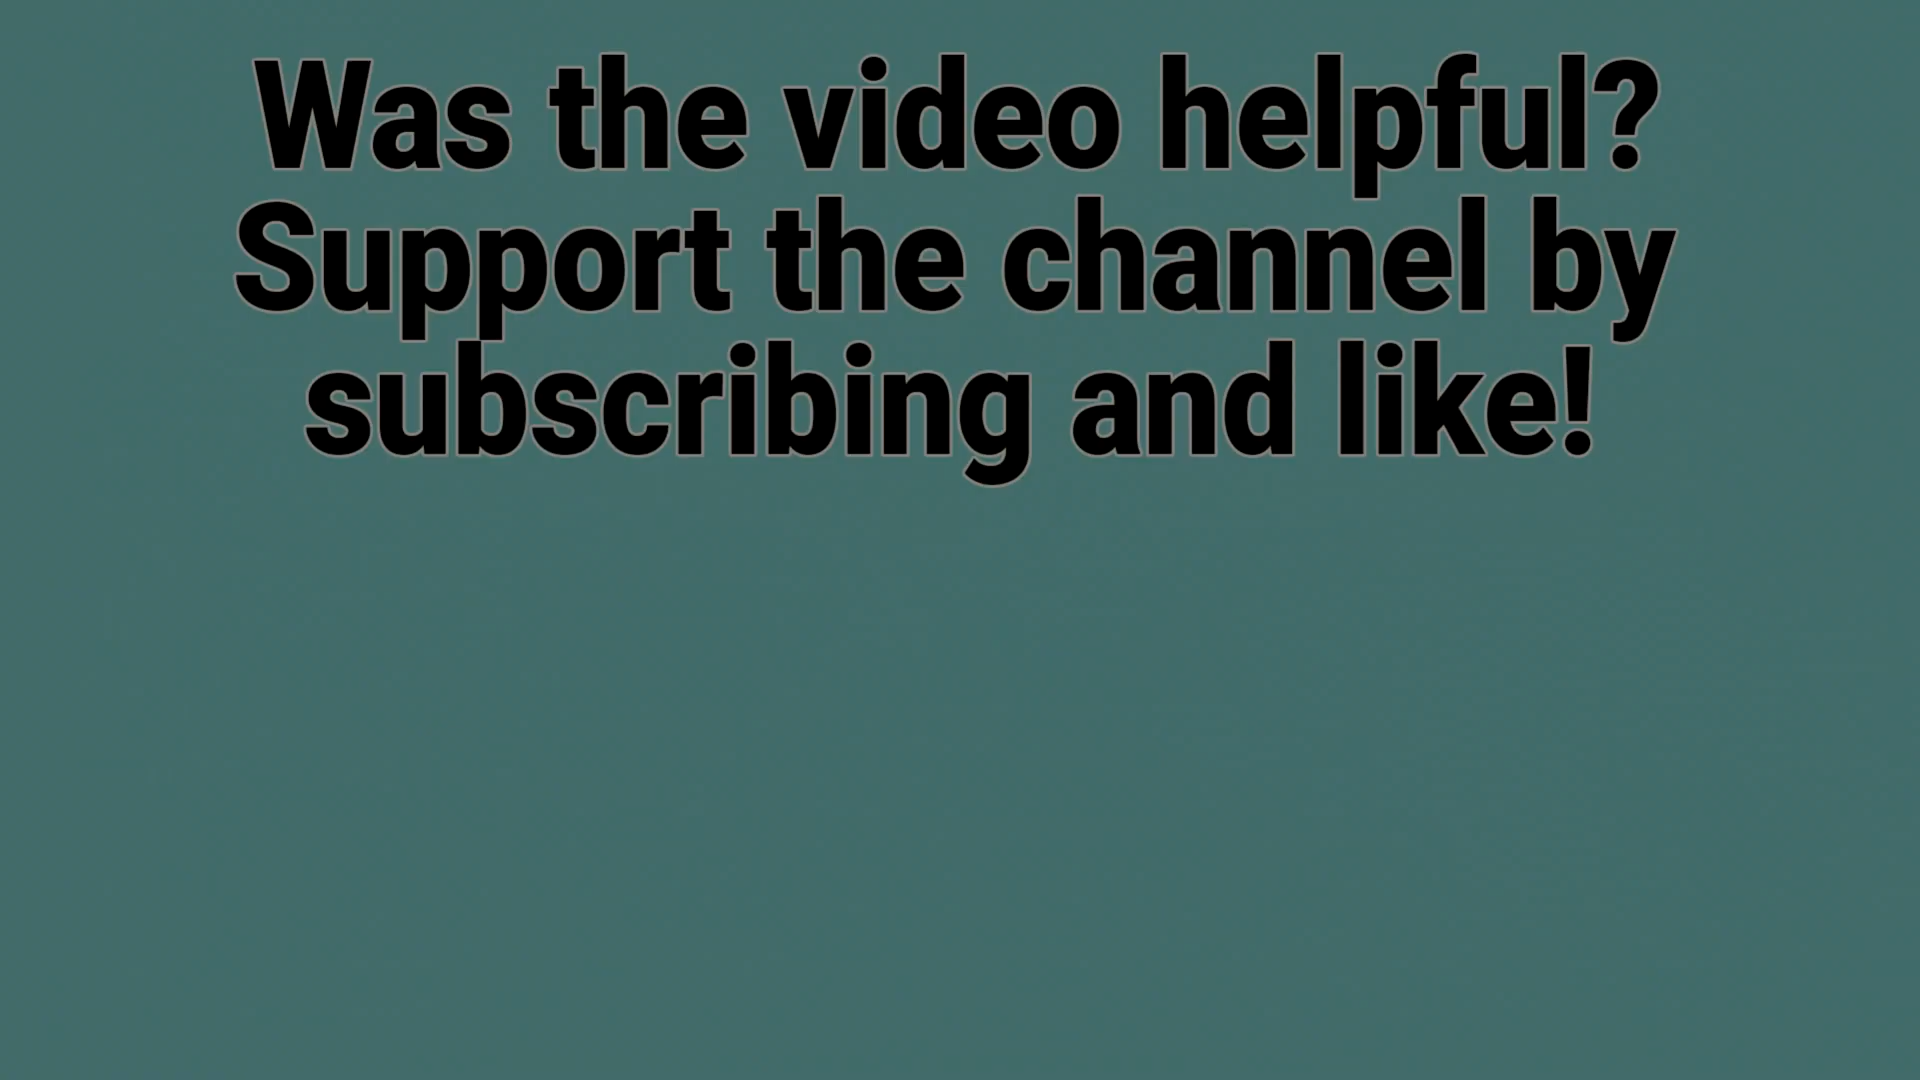 Was the video helpful?
Support the channel by
subscribing and like!